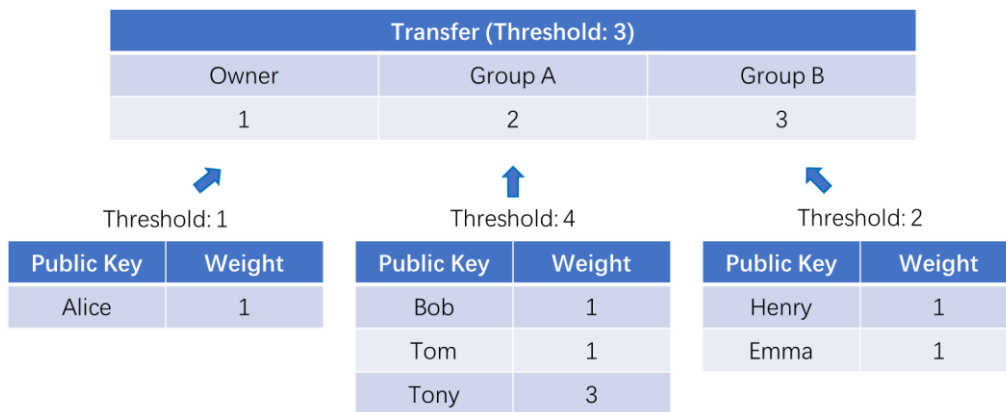 Transfer (Threshold: 3)
Owner Group A Group B
1 2 3
Threshold: 1 Threshold: 4 Threshold: 2
Public Key Weight Public Key Weight Public Key Weight
Alice 1 Bob 1 Henry 1
Tom 1 Emma 1
Tony 3